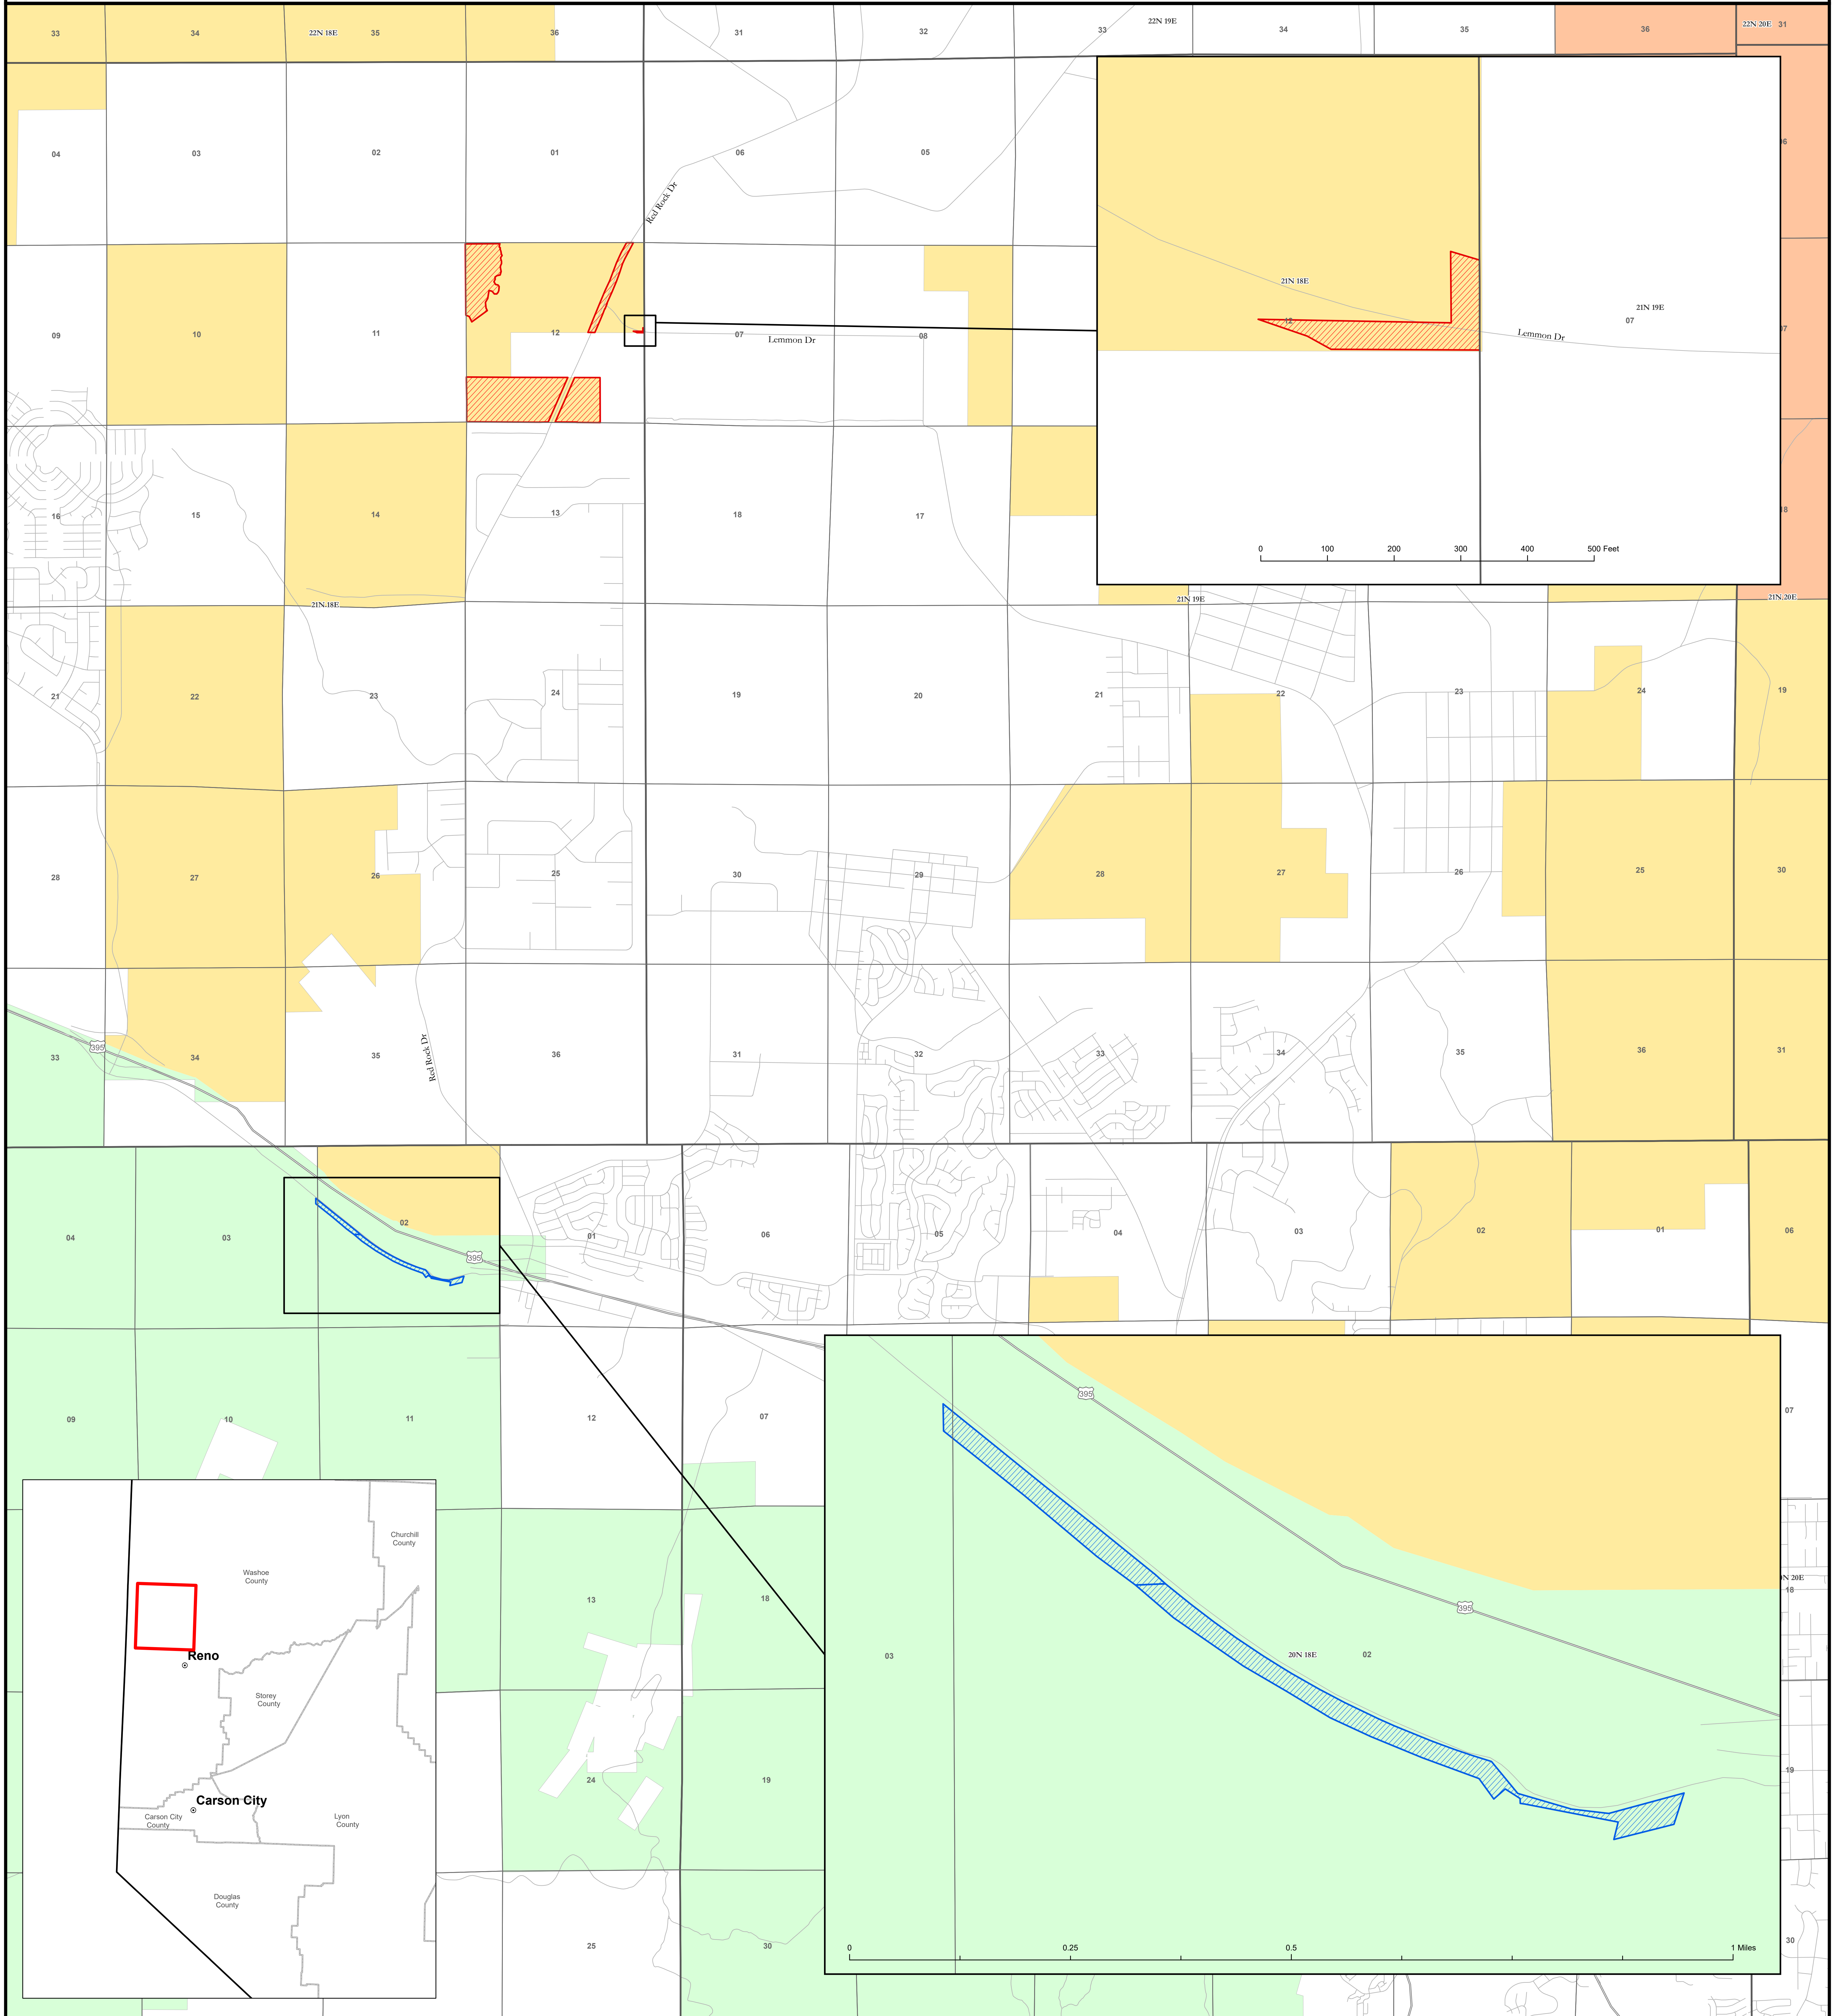 33 34 22N 18E 35 36 31 32 33 22N 19E 34 35 36 22N 20E 31
04 03 02 01 06 05
Red Rock Dr
09 10 11 12 07 08
Lemmon Dr
21N 18E
12
21N 19E
07
Lemmon Dr
0 100 200 300 400 500 Feet
16 15 14 13 18 17
21N 18E 21N 19E 21N 20E
21 22 23 24 19 20 21 22 23 24 19
28 27 26 25 30 29 28 27 26 25 30
395
33 34 35 36 31 32 33 34 35 36 31
Red Rock Dr
04 03 02 01 06 05 04 03 02 01 06
395
09 10 11 12 07 07
395
395
03 20N 18E 02
0 0.25 0.5 1 Miles
13 18 18
24 19 19
25 30 30
Churchill
County
Washoe
County
Reno
Storey
County
Carson City
Carson City
County
Lyon
County
Douglas
County